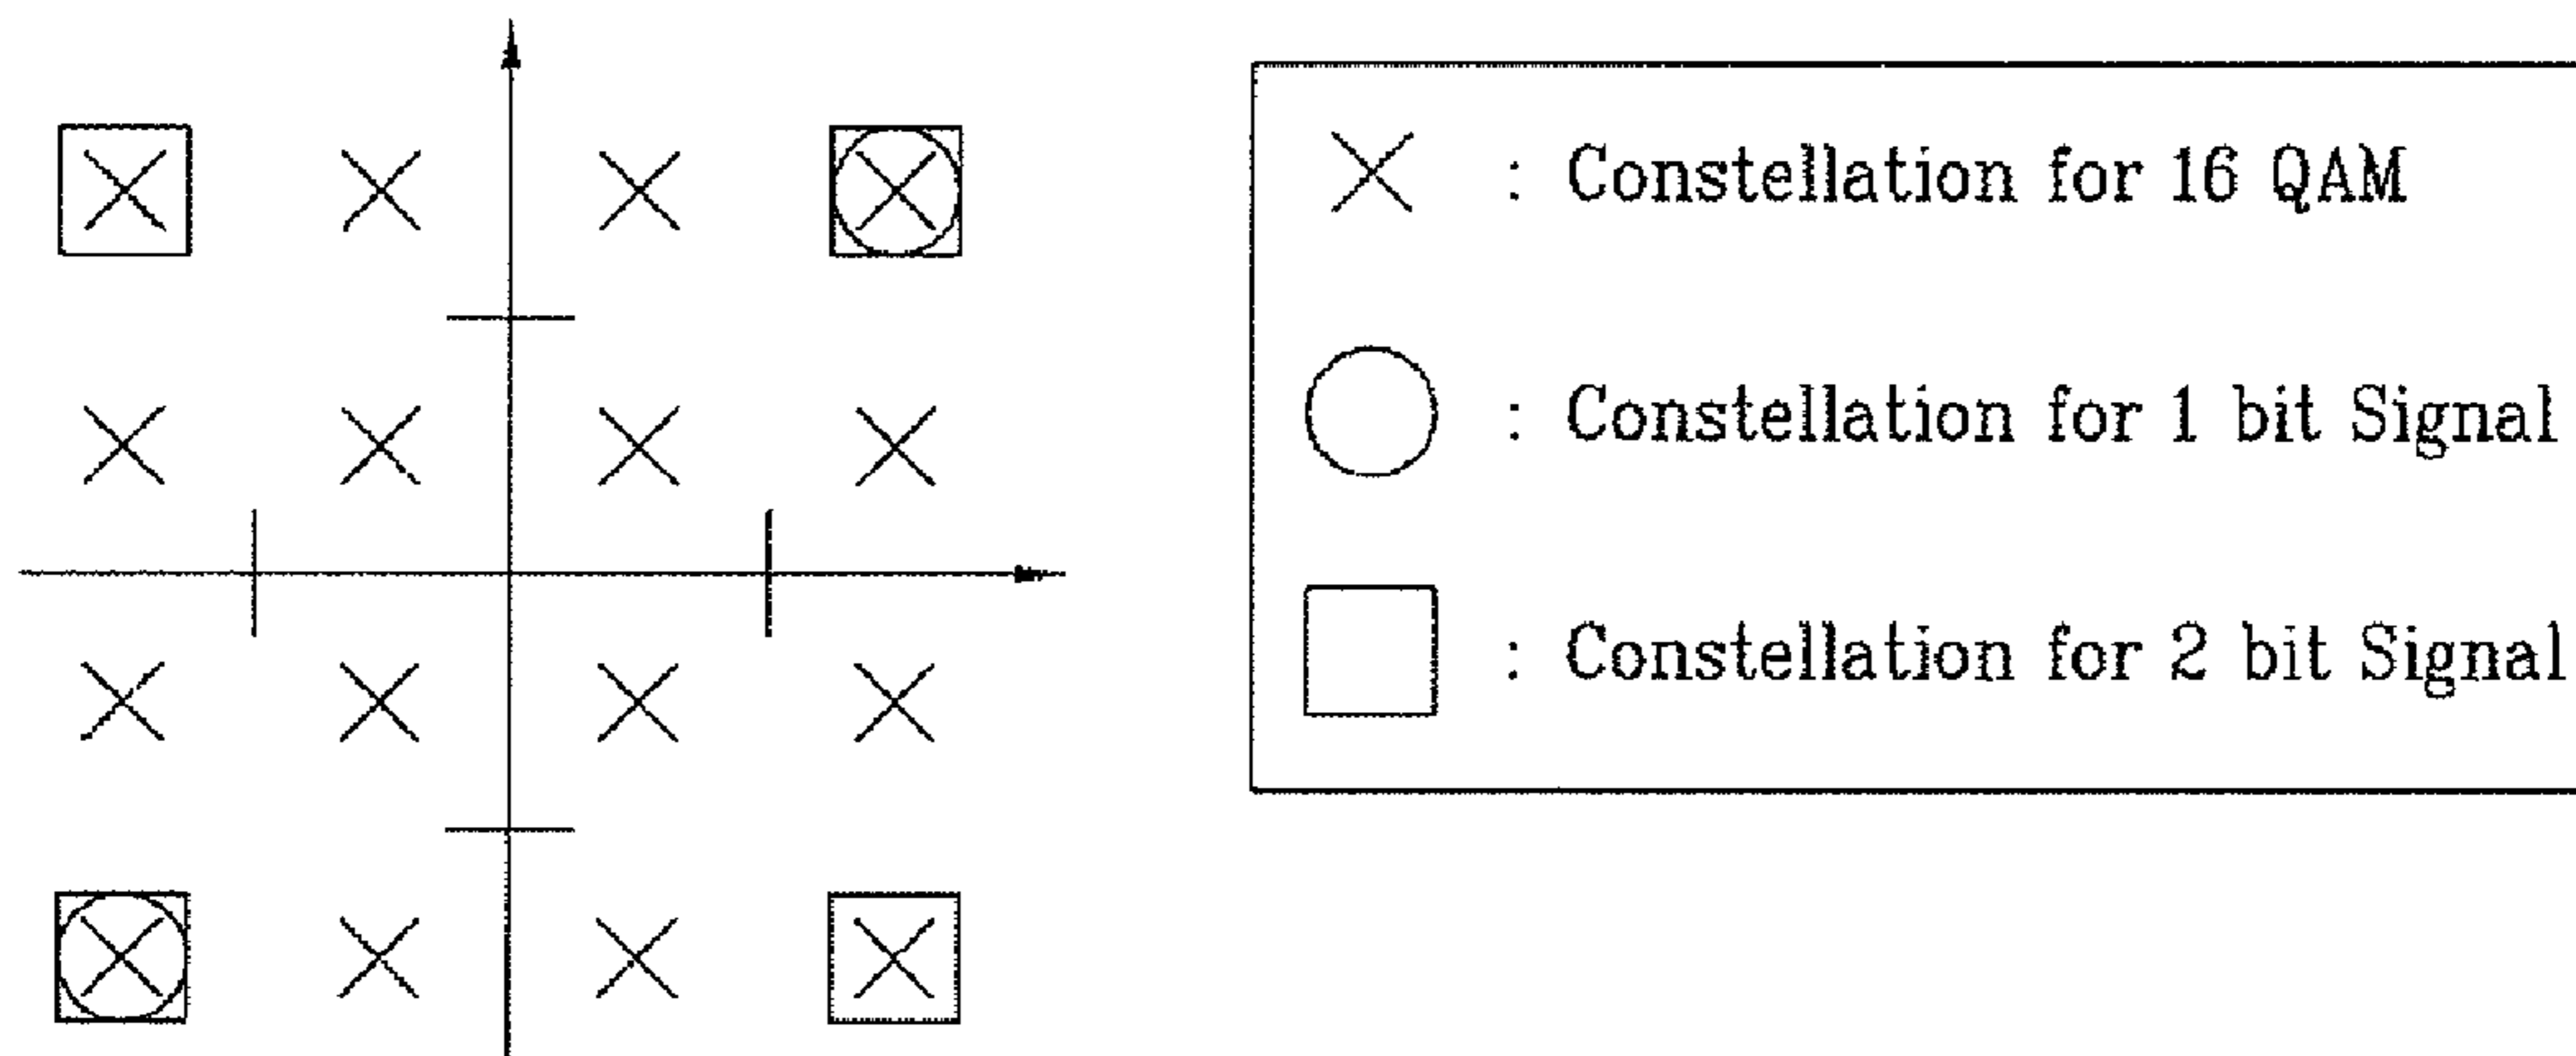 : Constellation for 16 QAM
: Constellation for 1 bit Signal
: Constellation for 2 bit Signal